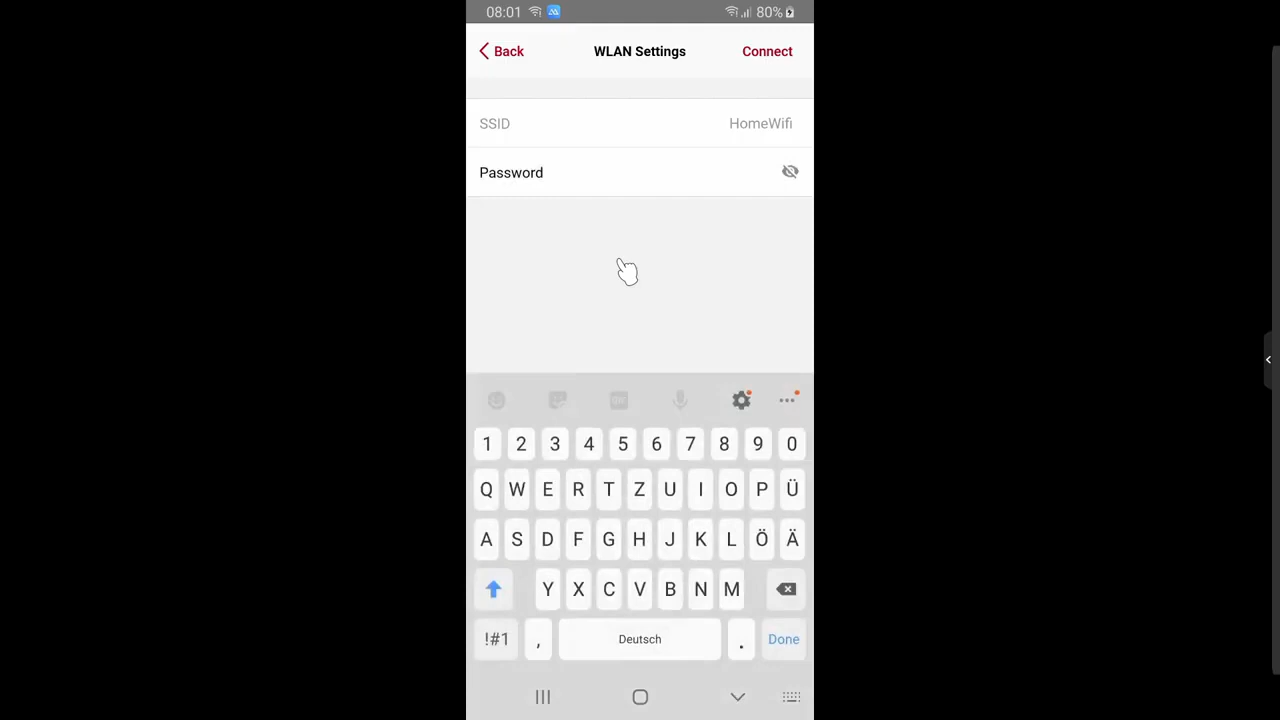 08:01 80%
Back WLAN Settings Connect
SSID HomeWifi
Password
GIF
1 2 3 4 5 6 7 8 9 0
Q W E R T Z U I O P Ü
A S D F G H J K L Ö Ä
Y X C V B N M
!#1 , Deutsch . Done